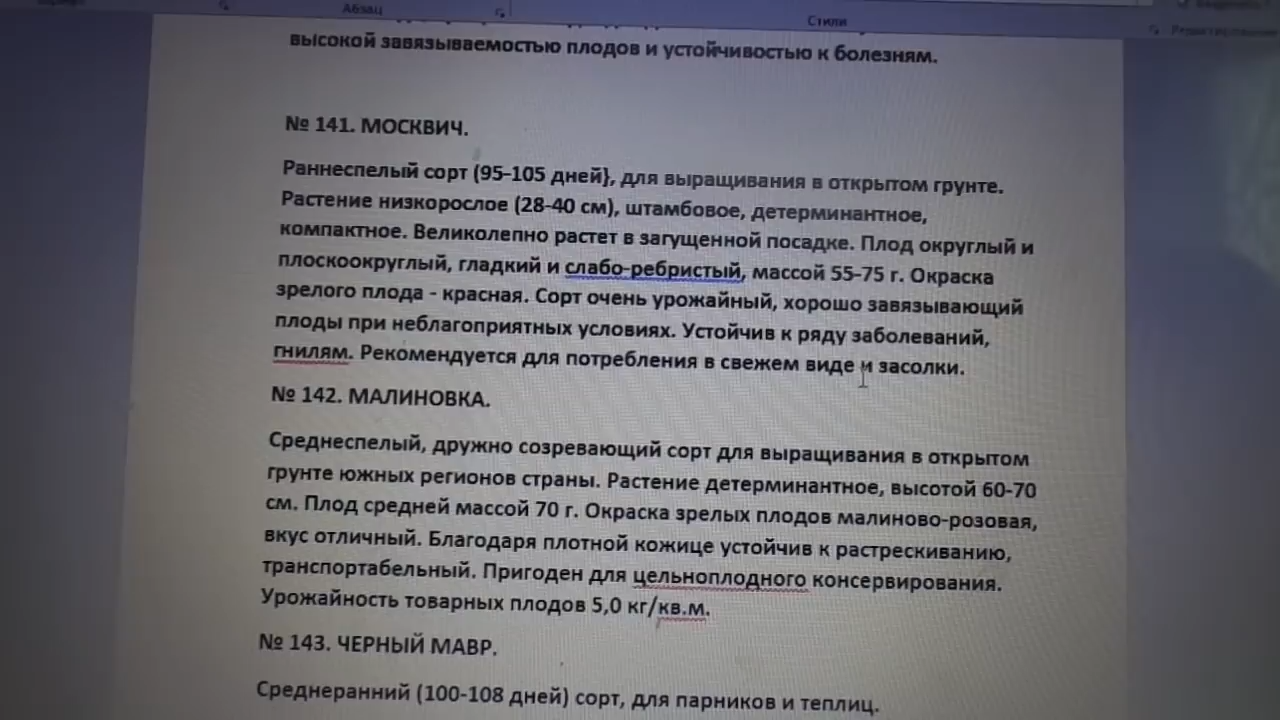 Абзац
Стили
Редактирование
высокой завязываемостью плодов и устойчивостью к болезням.
№ 141. МОСКВИЧ.
Раннеспелый сорт (95-105 дней}, для выращивания в открытом грунте.
Растение низкорослое (28-40 см), штамбовое, детерминантное,
компактное. Великолепно растет в загущенной посадке. Плод округлый и
плоскоокруглый, гладкий и слабо-ребристый, массой 55-75 г. Окраска
зрелого плода - красная. Сорт очень урожайный, хорошо завязывающий
плоды при неблагоприятных условиях. Устойчив к ряду заболеваний,
гнилям. Рекомендуется для потребления в свежем виде и засолки.
№ 142. МАЛИНОВКА.
Среднеспелый, дружно созревающий сорт для выращивания в открытом
грунте южных регионов страны. Растение детерминантное, высотой 60-70
см. Плод средней массой 70 г. Окраска зрелых плодов малиново-розовая,
вкус отличный. Благодаря плотной кожице устойчив к растрескиванию,
транспортабельный. Пригоден для цельноплодного консервирования.
Урожайность товарных плодов 5,0 кг/кв.м.
№ 143. ЧЕРНЫЙ МАВР.
Среднеранний (100-108 дней) сорт, для парников и теплиц.